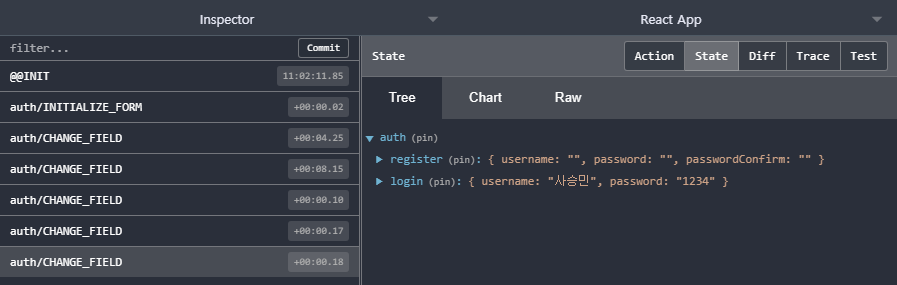 Inspector
React App
filter...
Commit
State
Action
State
Diff
Trace
Test
@@INIT
11:02:11.85
auth/INITIALIZE_FORM
+00:00.02
auth/CHANGE_FIELD
+00:04.25
auth/CHANGE_FIELD
+00:08.15
auth/CHANGE_FIELD
+00:00.10
auth/CHANGE_FIELD
+00:00.17
auth/CHANGE_FIELD
+00:00.18
Tree
Chart
Raw
auth (pin)
register (pin): { username: "", password: "", passwordConfirm: "" }
login (pin): { username: "사승민", password: "1234" }